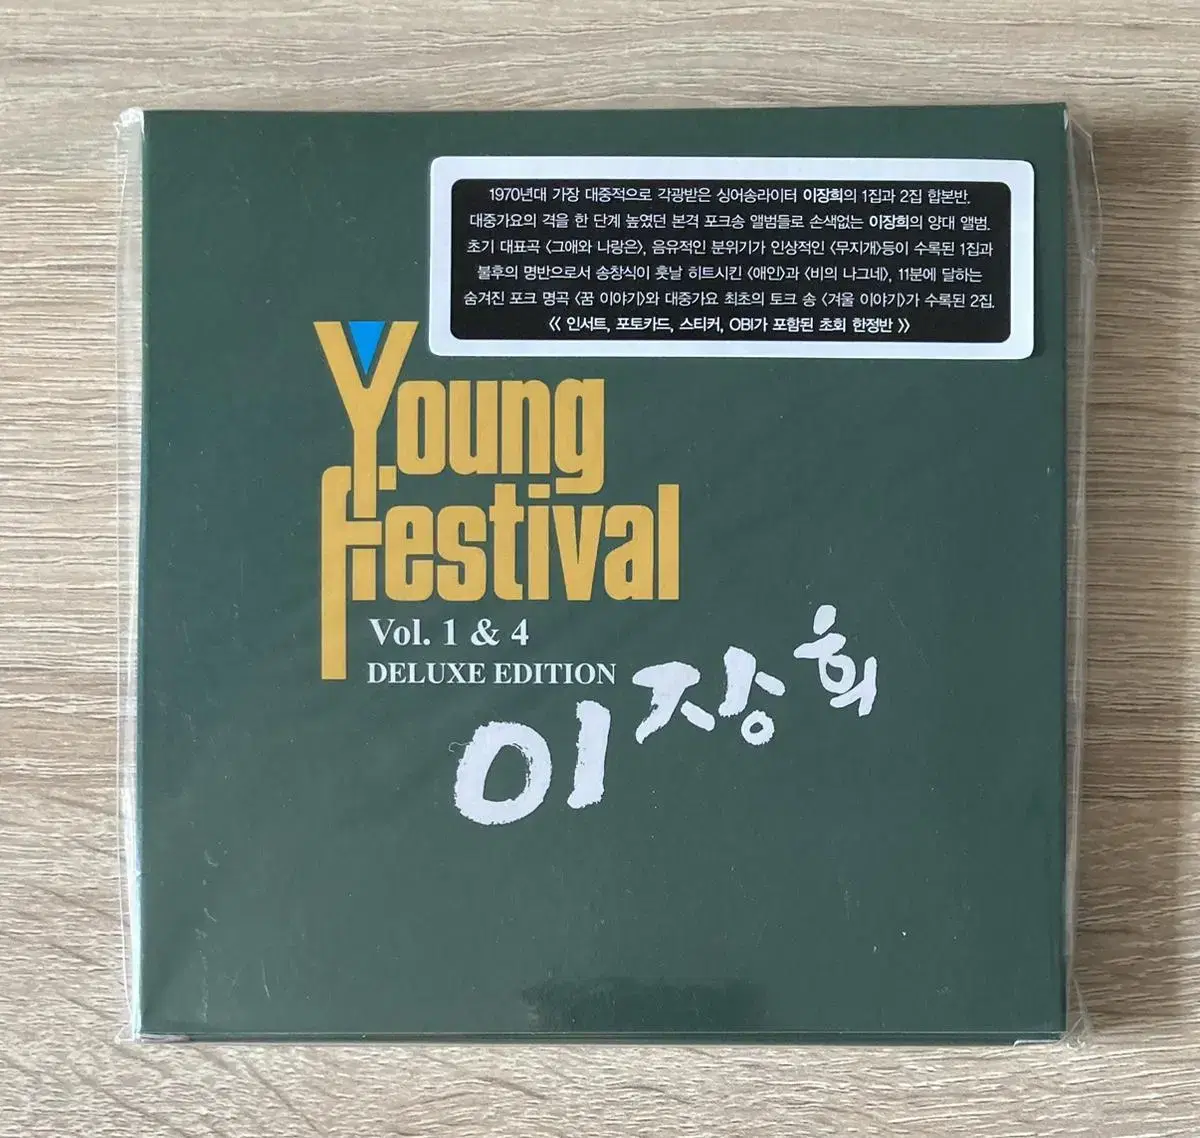 1970년대 가장 대중적으로 각광받은 싱어송라이터 이장희의 1집과 2집 합본반.
대중가요의 격을 한 단계 높였던 본격 포크송 앨범들로 손색없는 이장희의 양대 앨범.
초기 대표곡 <그애와 나랑은>, 음유적인 분위기가 인상적인 <무지개>등이 수록된 1집과
불후의 명반으로서 송창식이 훗날 히트시킨 <애인>과 <비의 나그네>, 11분에 달하는
숨겨진 포크 명곡 <꿈 이야기>와 대중가요 최초의 토크 송 <겨울 이야기>가 수록된 2집.
<< 인서트, 포토카드, 스티커, OBI가 포함된 초회 한정반 >>
Young
Festival
Vol. 1 & 4
DELUXE EDITION
이장희